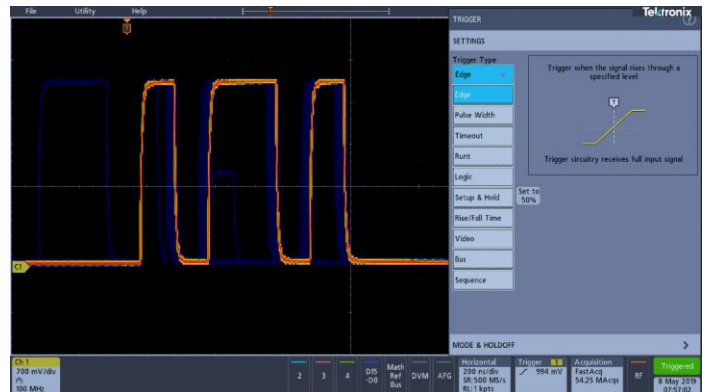 File Utility Help
Tektronix
TRIGGER
SETTINGS
Trigger Type
Edge
Edge
Pulse Width
Timeout
Runt
Logic
Setup & Hold
Rise/Fall Time
Video
Bus
Sequence
Set to
50%
Trigger when the signal rises through a
specified level
Trigger circuitry receives full input signal
MODE & HOLDOFF
C1
Ch 1
700 mV/div
100 MHz
2
3
4
D15
-D0
Math
Ref
Bus
DVM
AFG
Horizontal
200 ns/div
SR:500 MS/s
RL:1 kpts
Trigger 1
994 mV
Acquisition
FastAcq
54.25 MAcqs
RF
Triggered
8 May 2019
07:57:02